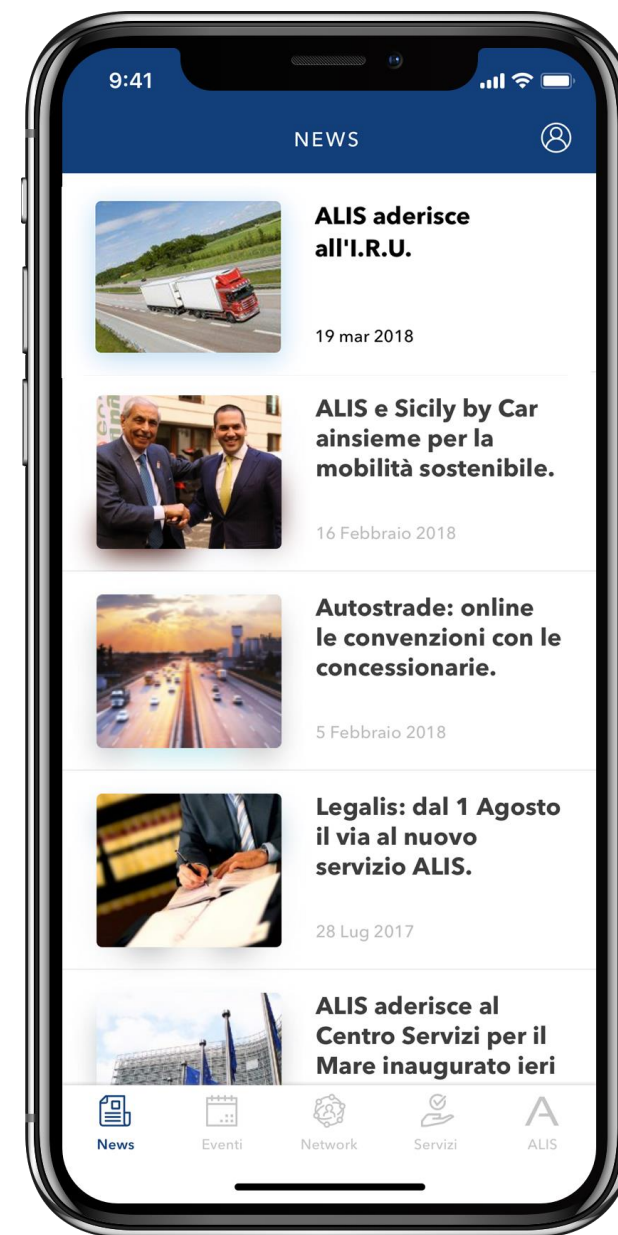 9:41
NEWS
ALIS aderisce
all'I.R.U.
19 mar 2018
ALIS e Sicily by Car
ainsieme per la
mobilità sostenibile.
16 Febbraio 2018
Autostrade: online
le convenzioni con le
concessionarie.
5 Febbraio 2018
Legalis: dal 1 Agosto
il via al nuovo
servizio ALIS.
28 Lug 2017
ALIS aderisce al
Centro Servizi per il
Mare inaugurato ieri
News Eventi Network Servizi ALIS